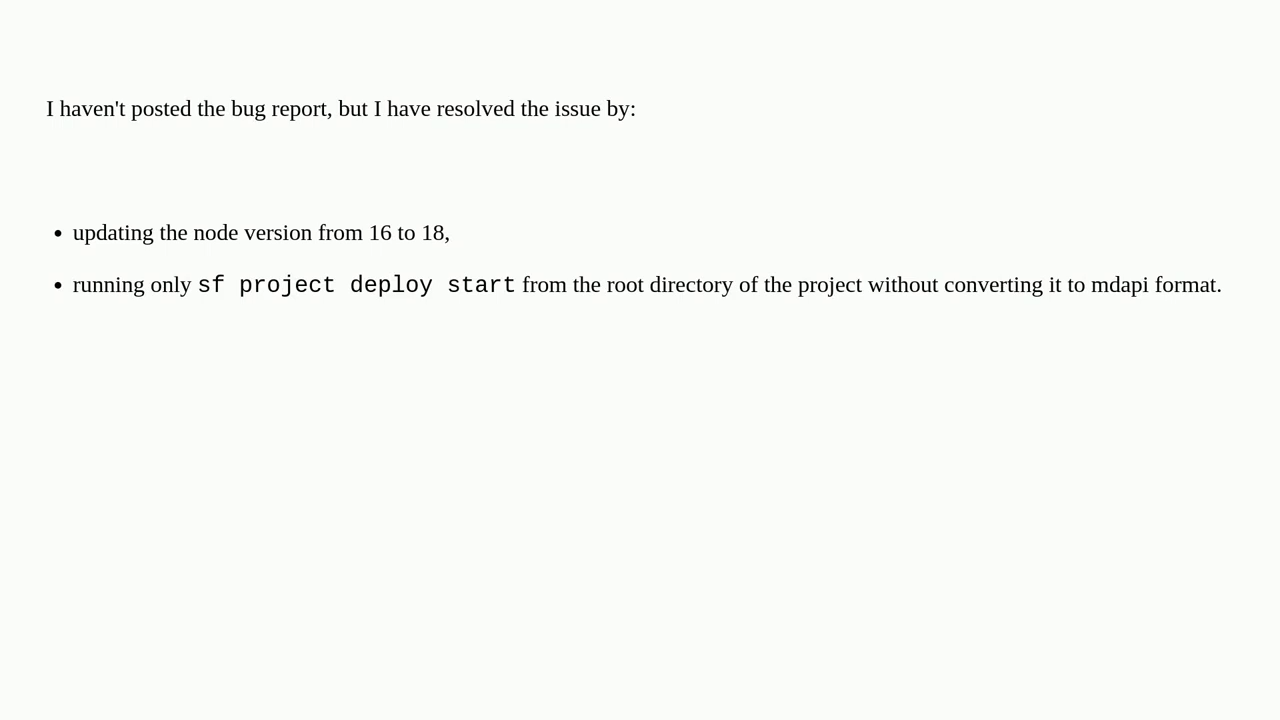 I haven't posted the bug report, but I have resolved the issue by:
• updating the node version from 16 to 18,
• running only sf project deploy start from the root directory of the project without converting it to mdapi format.